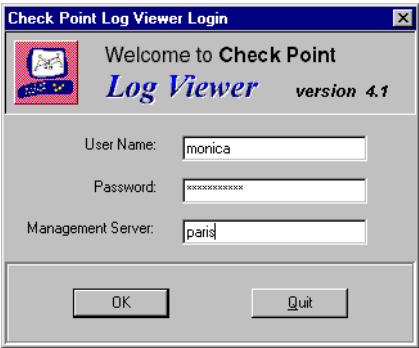 Check Point Log Viewer Login
Welcome to Check Point
Log Viewer version 4.1
User Name: monica
Password: ***********
Management Server: paris
OK Quit